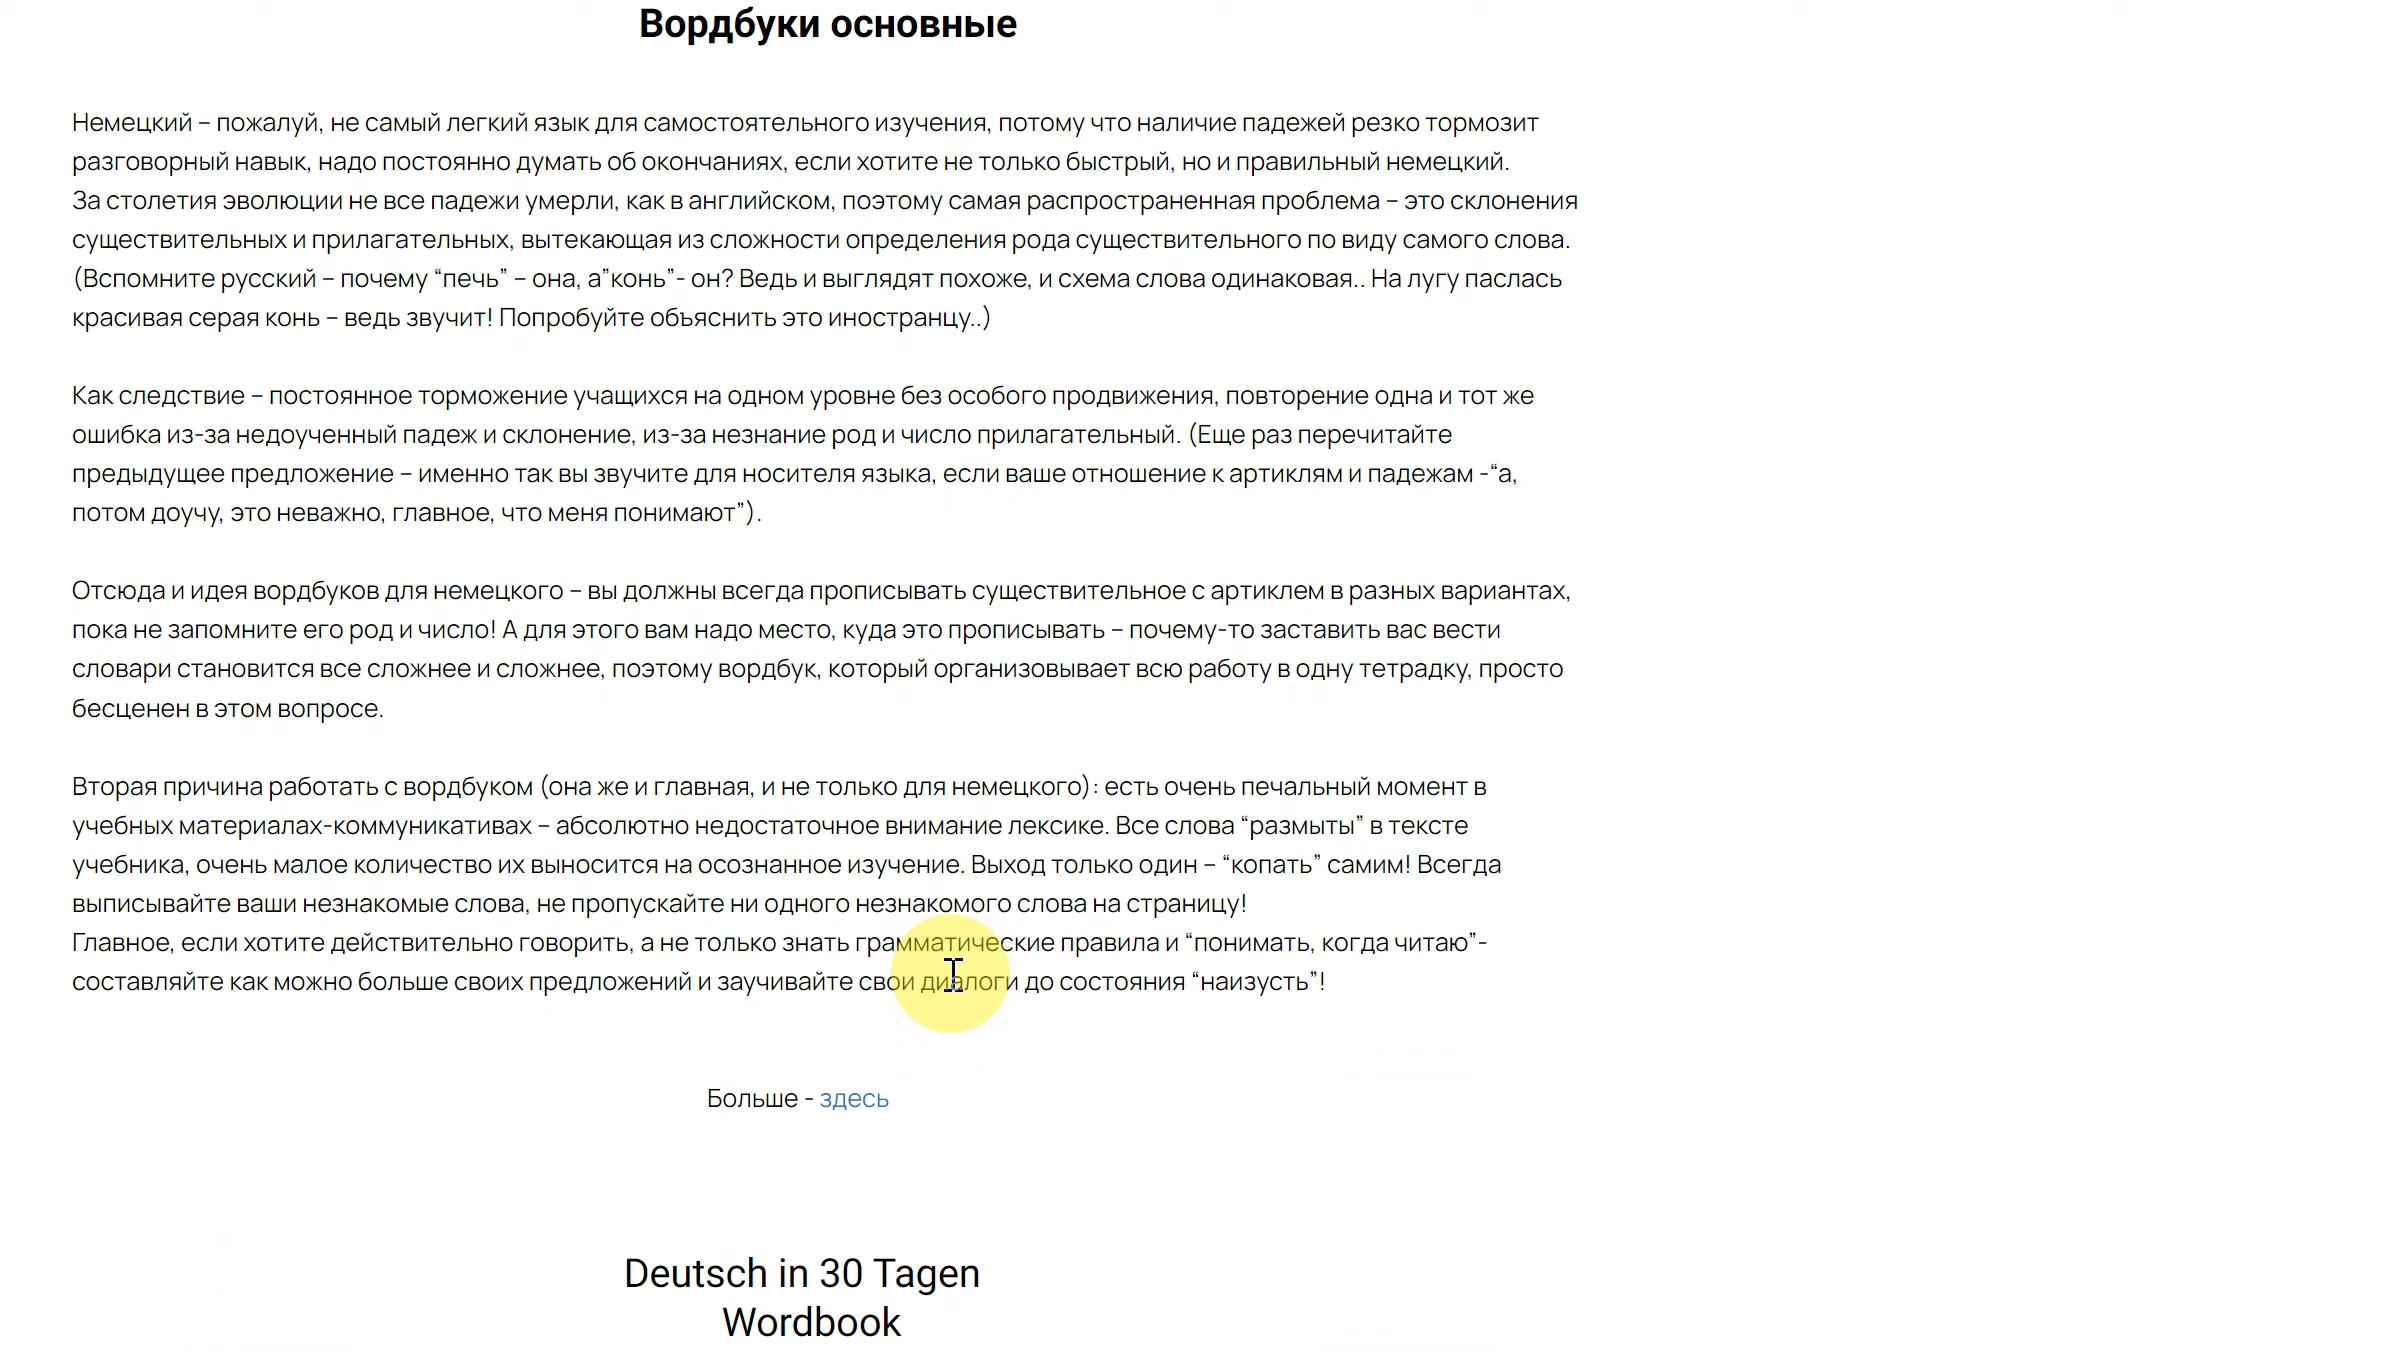 Вордбуки основные
Немецкий – пожалуй, не самый легкий язык для самостоятельного изучения, потому что наличие падежей резко тормозит
разговорный навык, надо постоянно думать об окончаниях, если хотите не только быстрый, но и правильный немецкий.
За столетия эволюции не все падежи умерли, как в английском, поэтому самая распространенная проблема – это склонения
существительных и прилагательных, вытекающая из сложности определения рода существительного по виду самого слова.
(Вспомните русский – почему “печь” – она, а”конь”- он? Ведь и выглядят похоже, и схема слова одинаковая.. На лугу паслась
красивая серая конь – ведь звучит! Попробуйте объяснить это иностранцу..)
Как следствие – постоянное торможение учащихся на одном уровне без особого продвижения, повторение одна и тот же
ошибка из-за недоученный падеж и склонение, из-за незнание род и число прилагательный. (Еще раз перечитайте
предыдущее предложение – именно так вы звучите для носителя языка, если ваше отношение к артиклям и падежам -“а,
потом доучу, это неважно, главное, что меня понимают”).
Отсюда и идея вордбуков для немецкого – вы должны всегда прописывать существительное с артиклем в разных вариантах,
пока не запомните его род и число! А для этого вам надо место, куда это прописывать – почему-то заставить вас вести
словари становится все сложнее и сложнее, поэтому вордбук, который организовывает всю работу в одну тетрадку, просто
бесценен в этом вопросе.
Вторая причина работать с вордбуком (она же и главная, и не только для немецкого): есть очень печальный момент в
учебных материалах-коммуникативах – абсолютно недостаточное внимание лексике. Все слова “размыты” в тексте
учебника, очень малое количество их выносится на осознанное изучение. Выход только один – “копать” самим! Всегда
выписывайте ваши незнакомые слова, не пропускайте ни одного незнакомого слова на страницу!
Главное, если хотите действительно говорить, а не только знать грамматические правила и “понимать, когда читаю”-
составляйте как можно больше своих предложений и заучивайте свои диалоги до состояния “наизусть”!
Больше - здесь
Deutsch in 30 Tagen
Wordbook